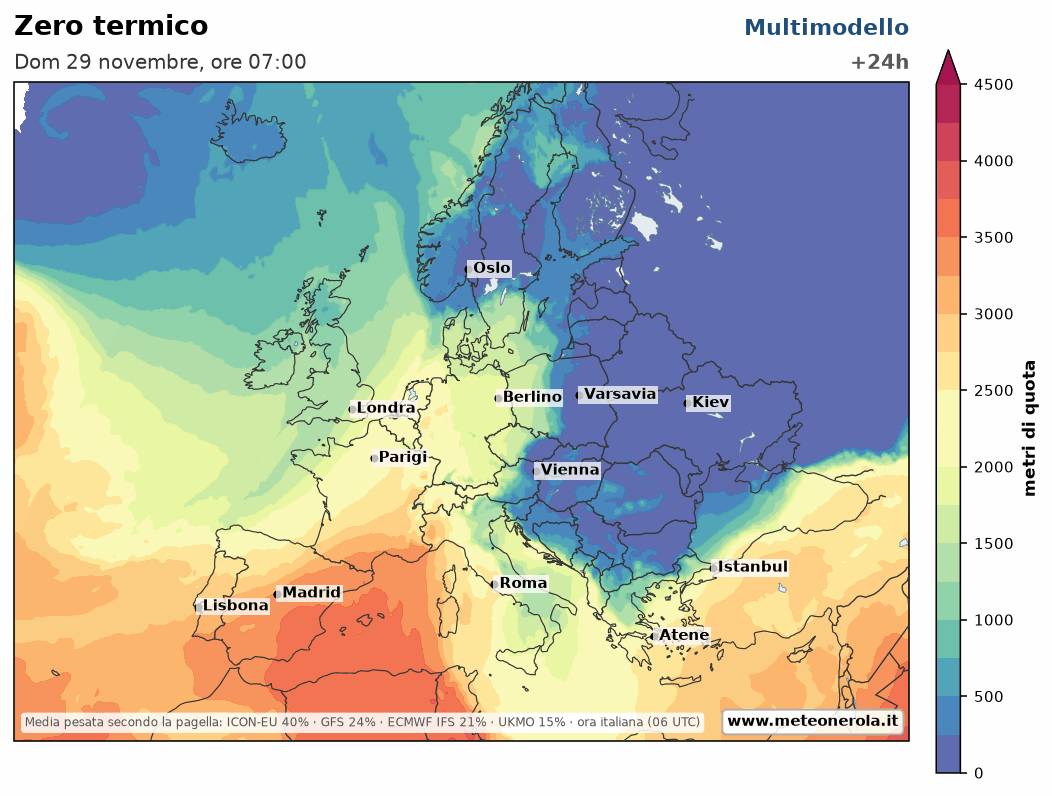 Zero termico
Multimodello
Dom 29 novembre, ore 07:00
+24h
4500
4000
3500
3000
2500
2000
1500
1000
500
0
metri di quota
Oslo
Londra
Berlino
Varsavia
Kiev
Parigi
Vienna
Istanbul
Roma
Madrid
Lisbona
Atene
Media pesata secondo la pagella: ICON-EU 40% · GFS 24% · ECMWF IFS 21% · UKMO 15% · ora italiana (06 UTC)
www.meteonerola.it